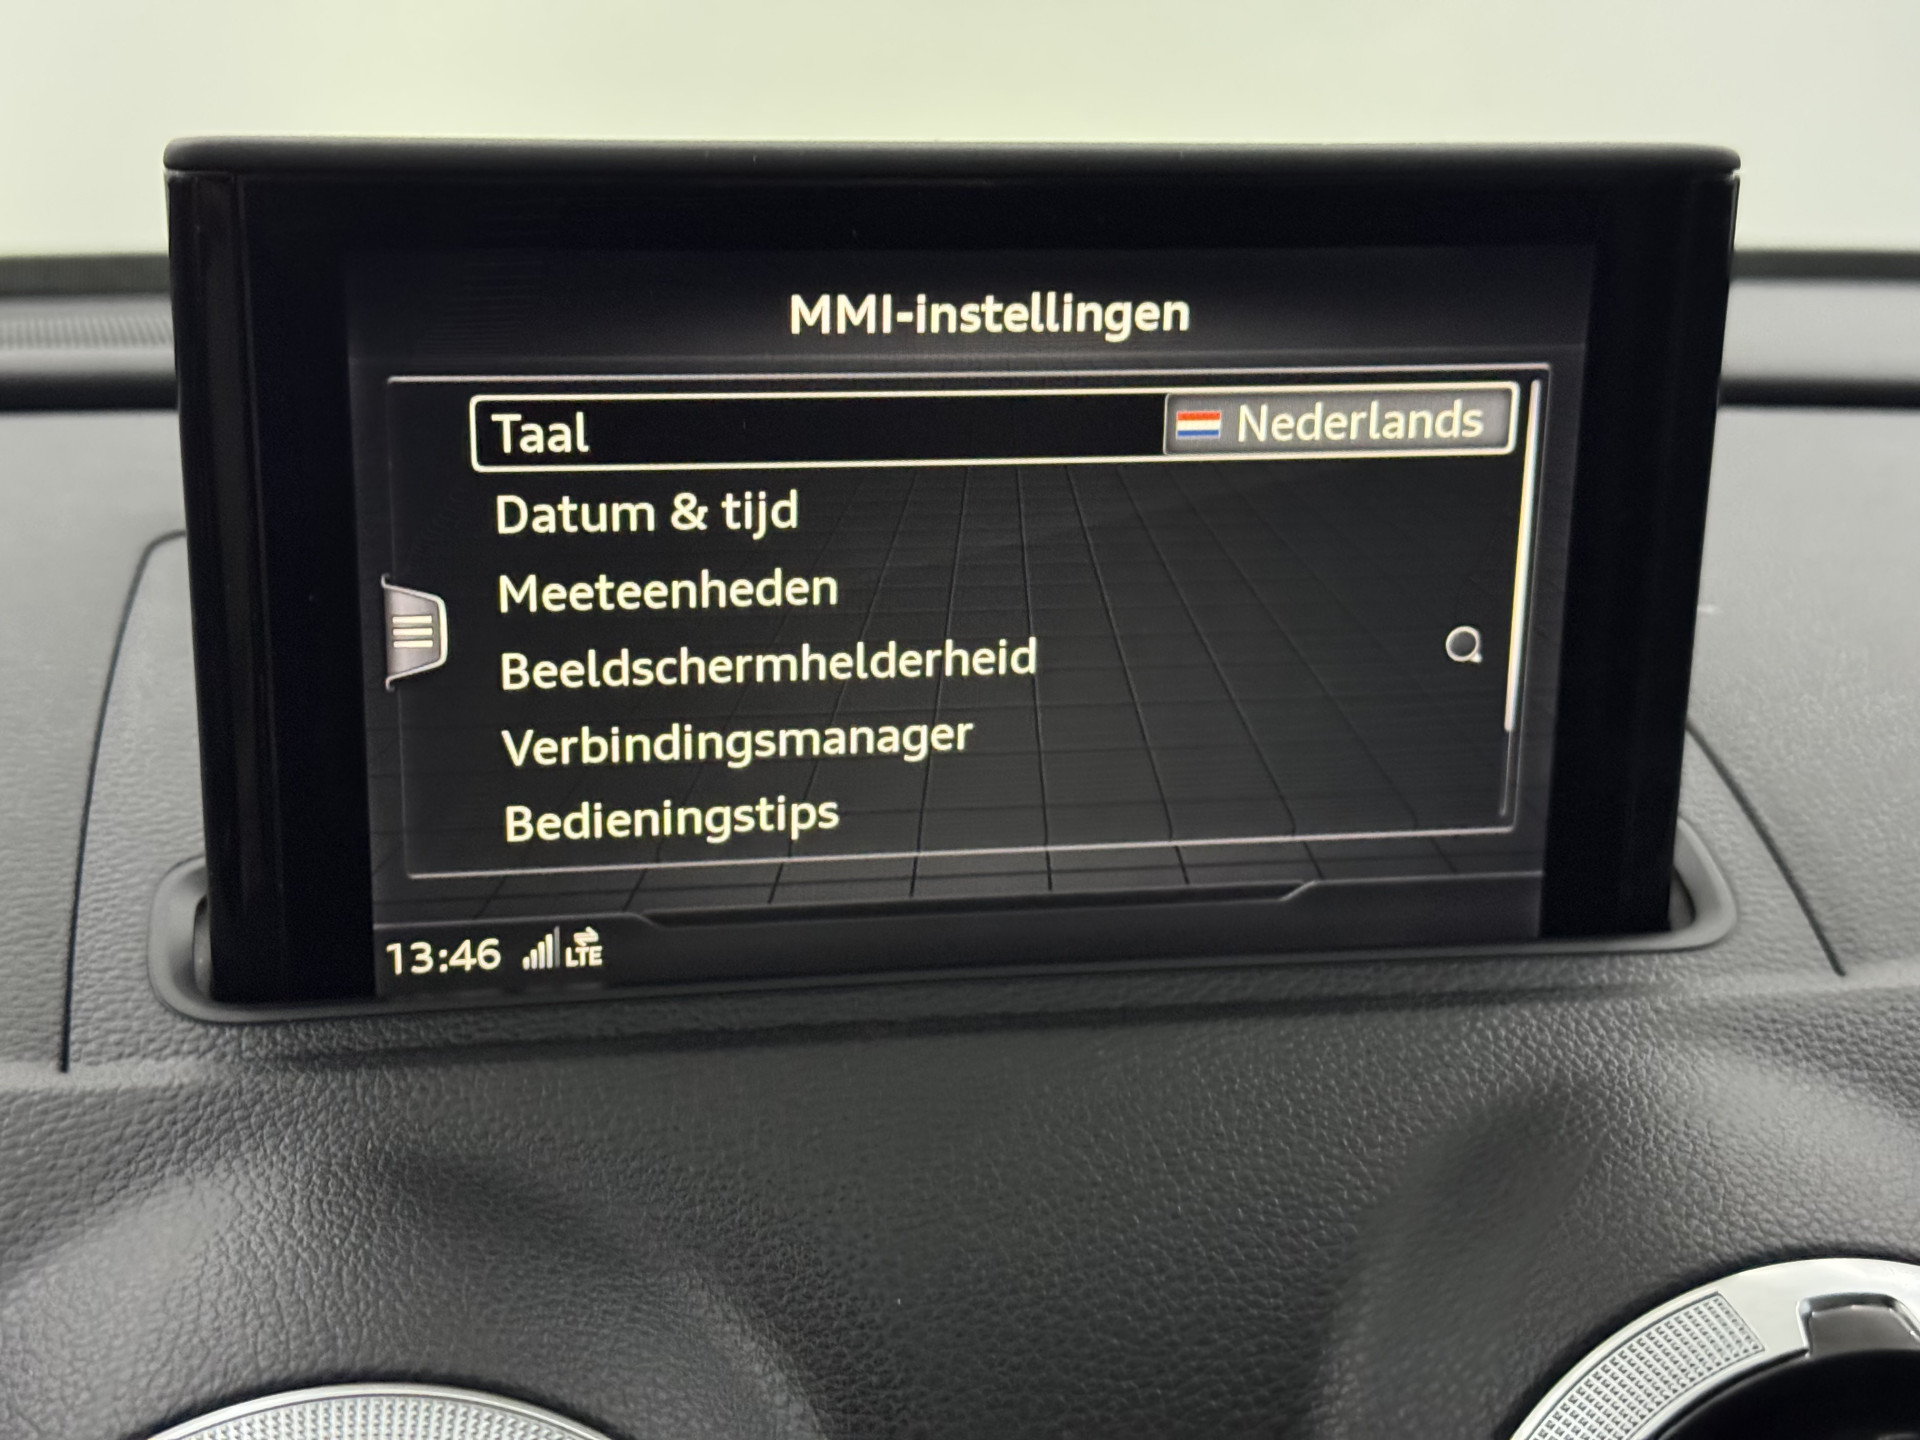 MMI-instellingen
Taal Nederlands
Datum & tijd
Meeteenheden
Beeldschermhelderheid
Verbindingsmanager
Bedieningstips
13:46 LTE